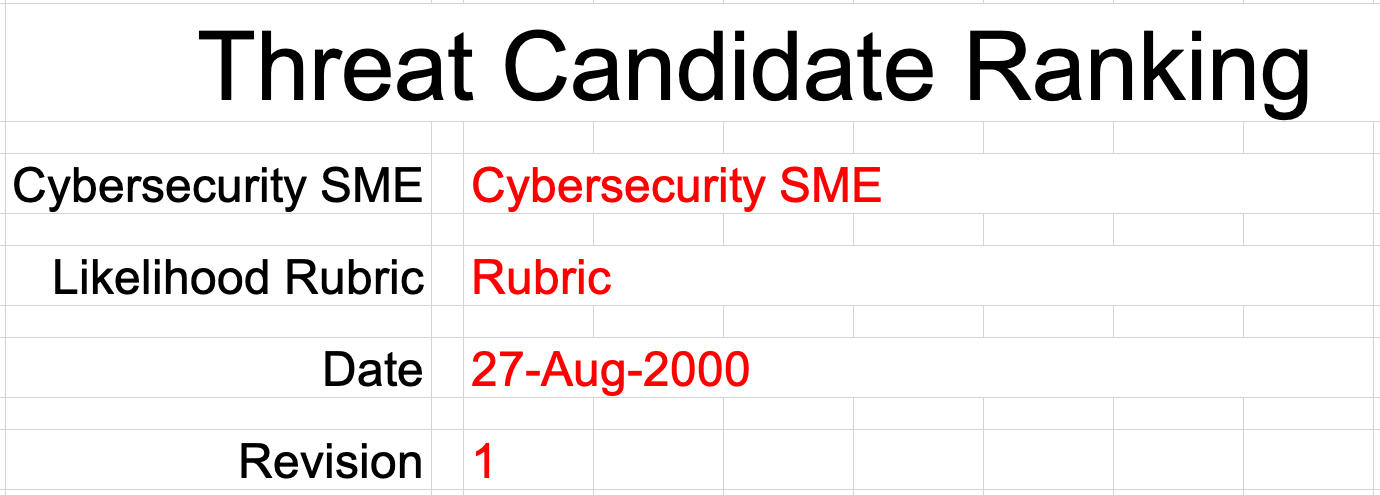 Threat Candidate Ranking
Cybersecurity SME Cybersecurity SME
Likelihood Rubric Rubric
Date 27-Aug-2000
Revision 1